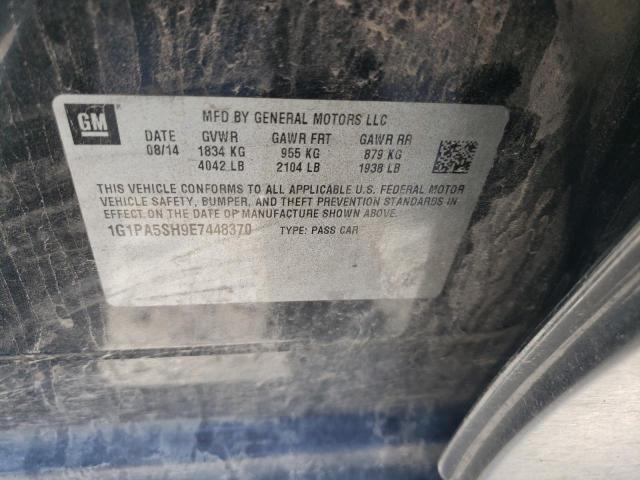 GM
MFD BY GENERAL MOTORS LLC
DATE GVWR GAWR FRT GAWR RR
08/14 1834 KG 955 KG 879 KG
4042 LB 2104 LB 1938 LB
THIS VEHICLE CONFORMS TO ALL APPLICABLE U.S. FEDERAL MOTOR
VEHICLE SAFETY, BUMPER, AND THEFT PREVENTION STANDARDS
IN EFFECT ON THE DATE OF MANUFACTURE SHOWN ABOVE.
1G1PA5SH9E7448370 TYPE: PASS CAR